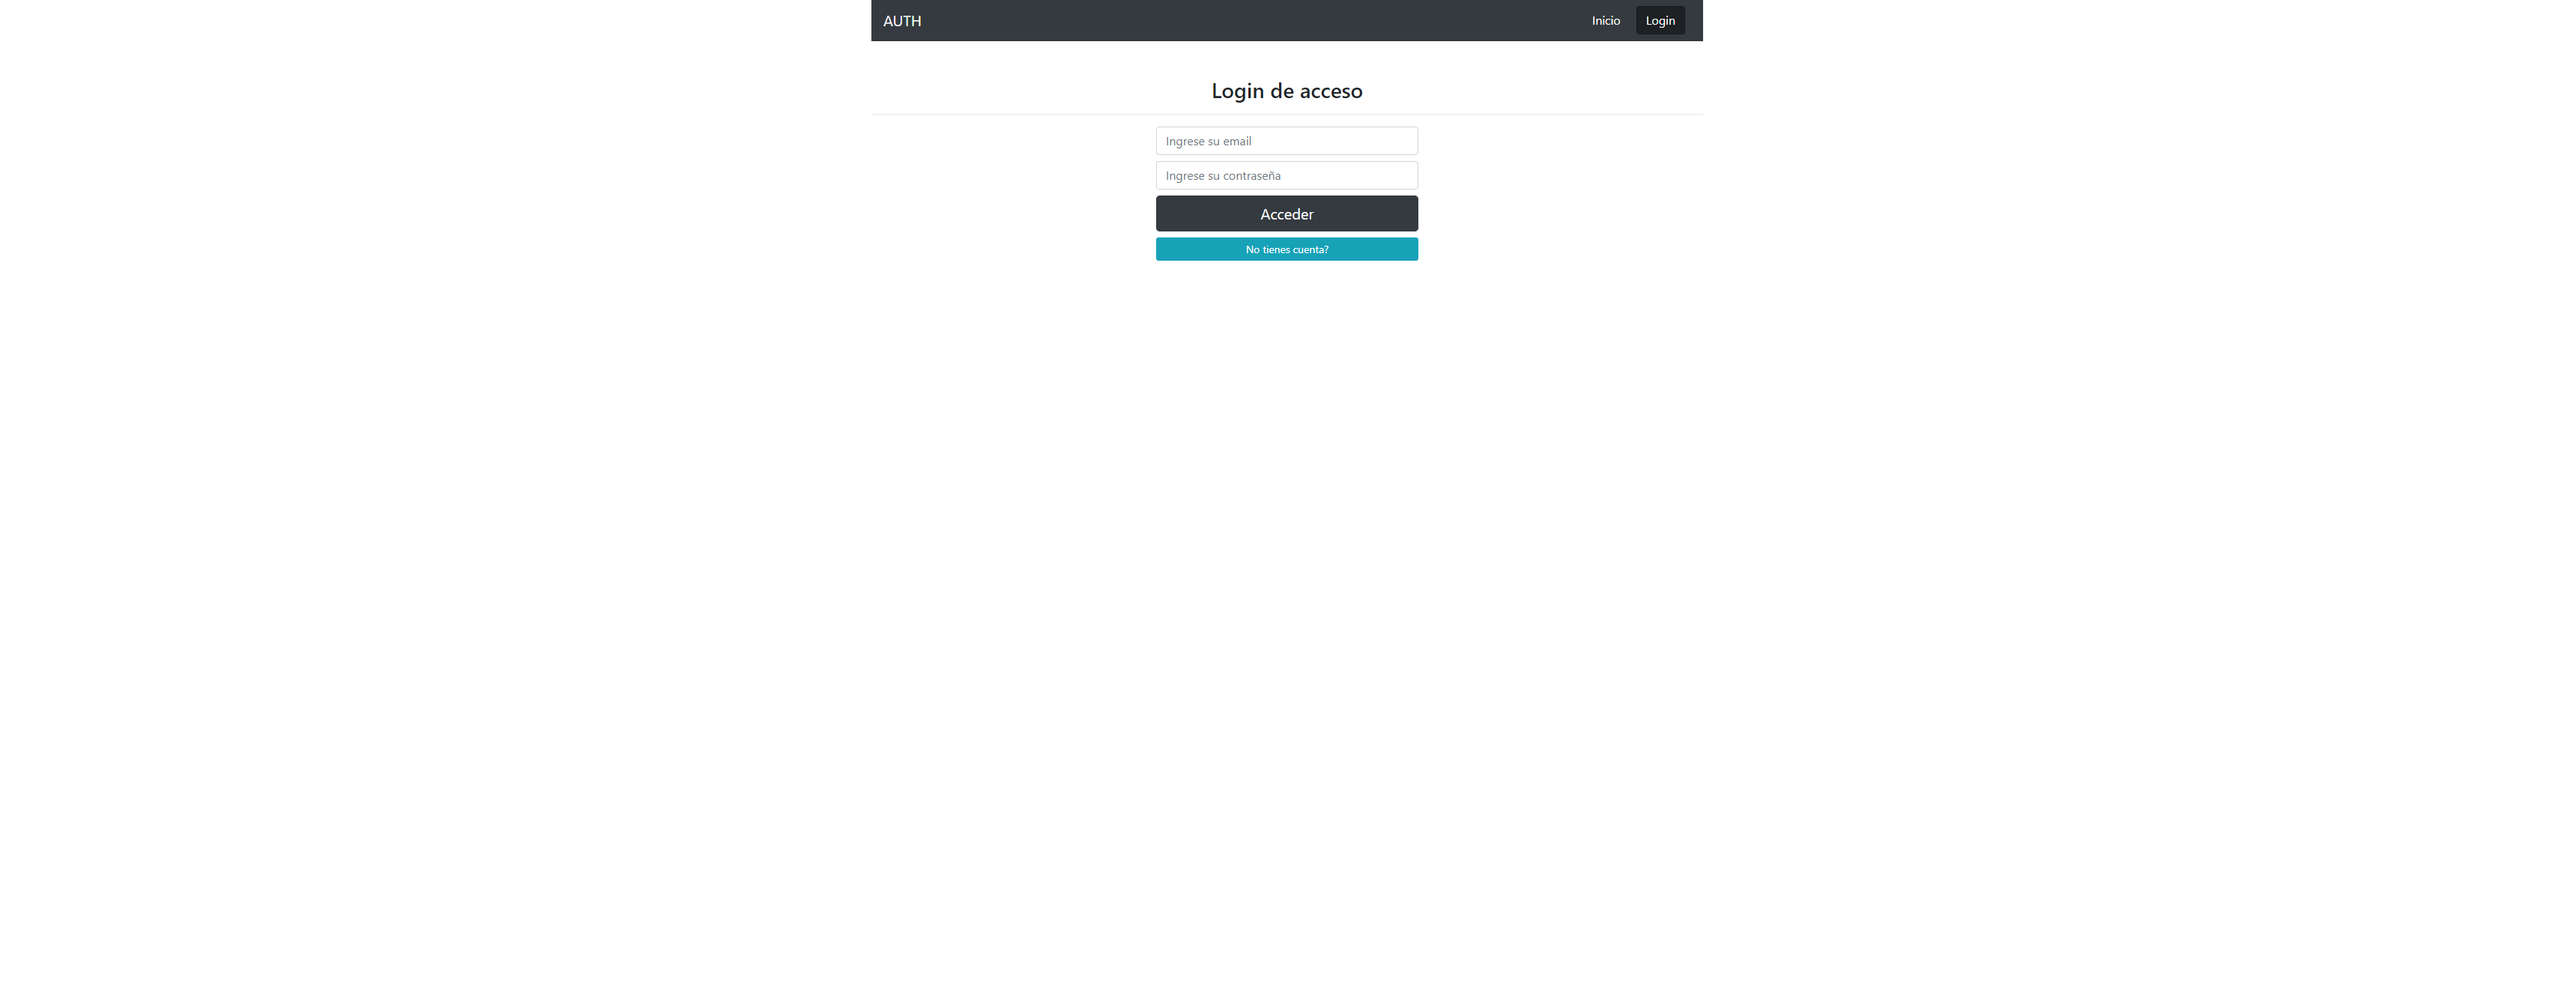 AUTH
Inicio
Login
Login de acceso
Ingrese su email
Ingrese su contraseña
Acceder
No tienes cuenta?